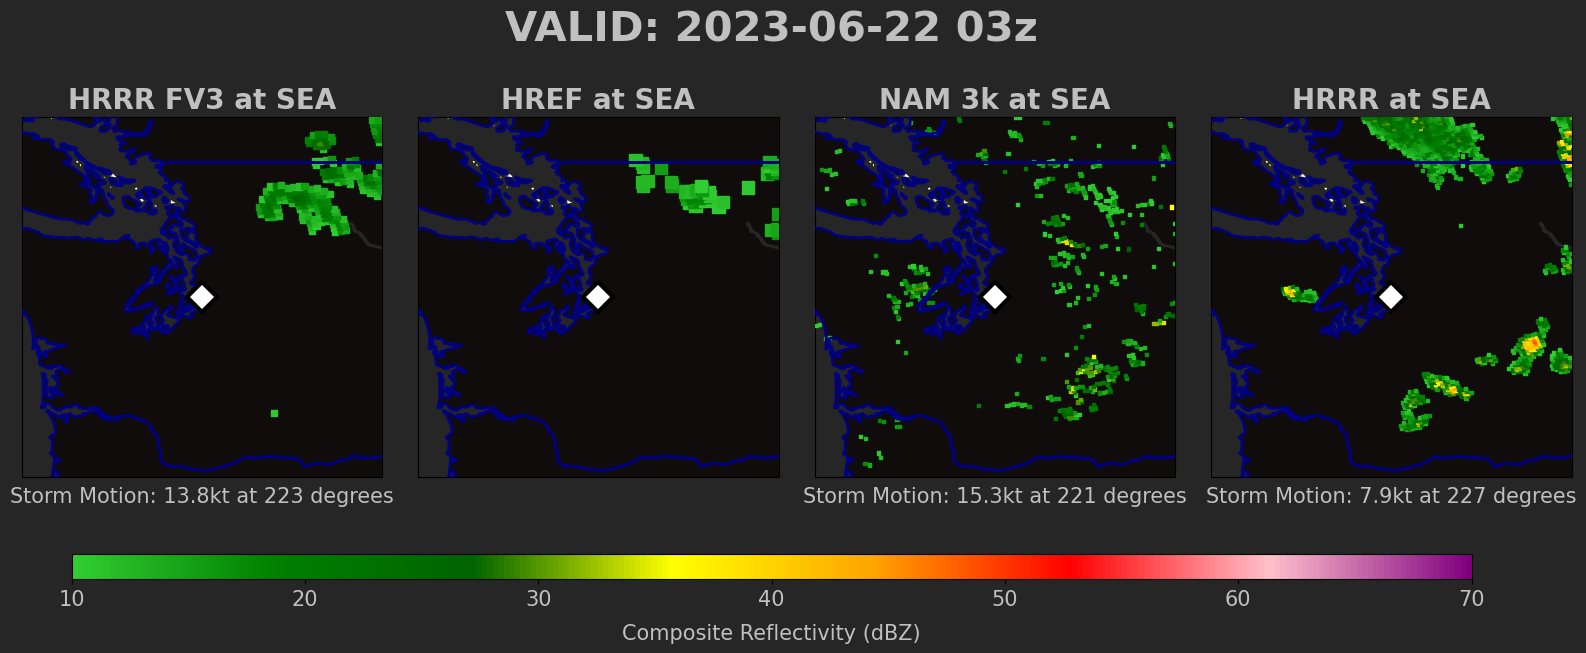 VALID: 2023-06-22 03z
HRRR FV3 at SEA
HREF at SEA
NAM 3k at SEA
HRRR at SEA
Storm Motion: 13.8kt at 223 degrees
Storm Motion: 15.3kt at 221 degrees
Storm Motion: 7.9kt at 227 degrees
10 20 30 40 50 60 70
Composite Reflectivity (dBZ)